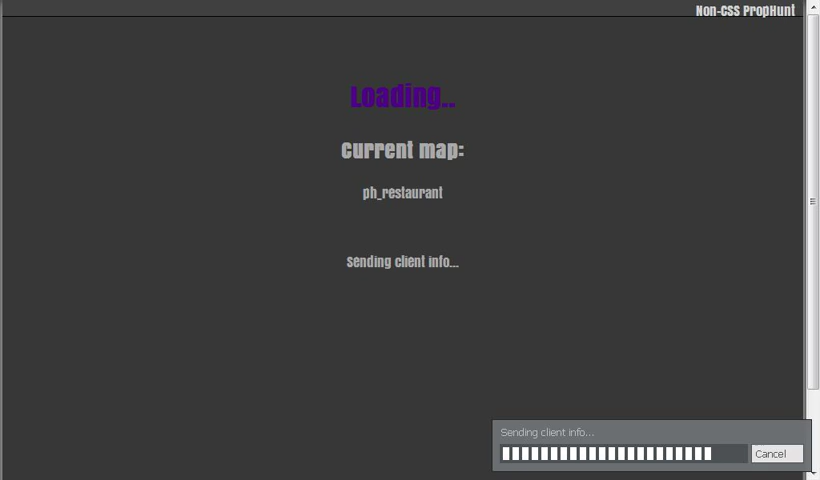 Non-CSS PropHunt
Loading..
Current map:
ph_restaurant
Sending client info...
Sending client info...
Cancel